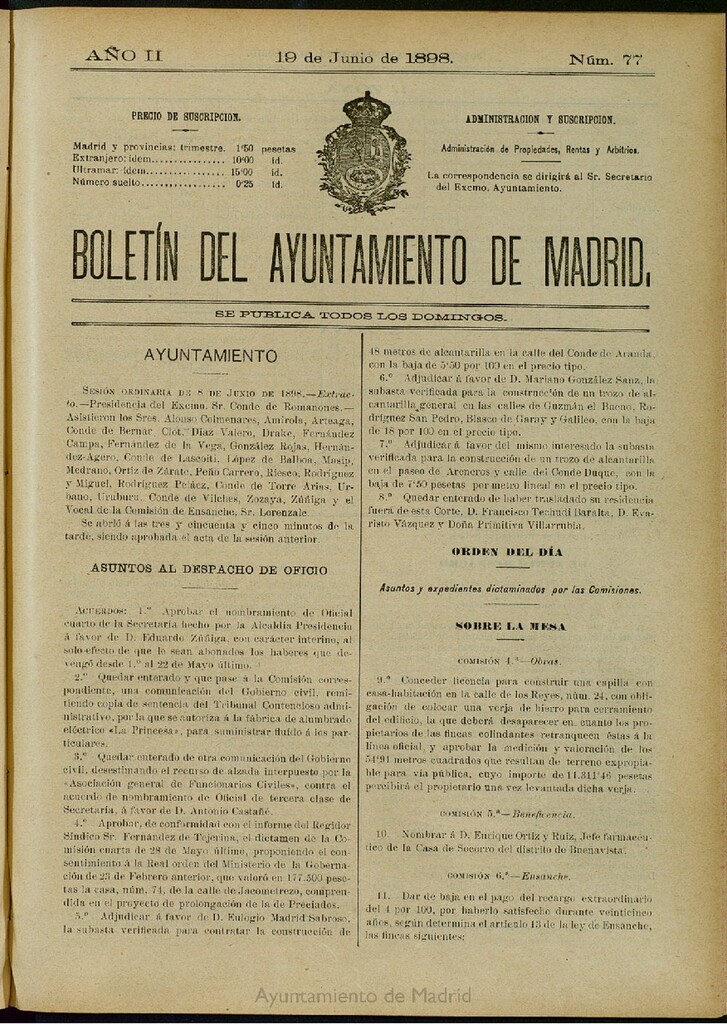 AÑO II
19 de Junio de 1898.
Núm. 77
PRECIO DE SUSCRIPCION.
Madrid y provincias: trimestre. 1'50 pesetas
Extranjero: ídem............... 10'00 id.
Ultramar: ídem................. 15'00 id.
Número suelto.............. 0'25 id.
ADMINISTRACION Y SUSCRIPCION.
Administración de Propiedades, Rentas y Arbitrios.
La correspondencia se dirigirá al Sr. Secretario
del Excmo. Ayuntamiento.
BOLETÍN DEL AYUNTAMIENTO DE MADRID.
SE PUBLICA TODOS LOS DOMINGOS.
AYUNTAMIENTO
SESIÓN ORDINARIA DE 8 DE JUNIO DE 1898.—Extrac-
to.—Presidencia del Excmo. Sr. Conde de Romanones.—
Asistieron los Sres. Alonso Colmenares, Amírola, Arteaga,
Conde de Bernar, Clot, Díaz Valero, Drake, Fernández
Campa, Fernández de la Vega, González Rojas, Hernán-
dez-Agero, Conde de Lascoiti, López de Balboa, Masip,
Medrano, Ortiz de Zárate, Peño Carrero, Riesco, Rodríguez
y Miguel, Rodríguez Peláez, Conde de Torre Arias, Ur-
bano, Uruburu, Conde de Vilches, Zozaya, Zúñiga y el
Vocal de la Comisión de Ensanche, Sr. Lorenzale.
Se abrió á las tres y cincuenta y cinco minutos de la
tarde, siendo aprobada el acta de la sesión anterior.
ASUNTOS AL DESPACHO DE OFICIO
ACUERDOS: 1.º Aprobar el nombramiento de Oficial
cuarto de la Secretaría hecho por la Alcaldía Presidencia
á favor de D. Eduardo Zúñiga, con carácter interino, al
solo efecto de que le sean abonados los haberes que de-
vengó desde 1.º al 22 de Mayo último.
2.º Quedar enterado y que pase á la Comisión corres-
pondiente, una comunicación del Gobierno civil, remi-
tiendo copia de sentencia del Tribunal Contencioso admi-
nistrativo, por la que se autoriza á la fábrica de alumbrado
eléctrico «La Princesa», para suministrar fluído á los par-
ticulares.
3.º Quedar enterado de otra comunicación del Gobierno
civil, desestimando el recurso de alzada interpuesto por la
«Asociación general de Funcionarios Civiles», contra el
acuerdo de nombramiento de Oficial de tercera clase de
Secretaría, á favor de D. Antonio Castañé.
4.º Aprobar, de conformidad con el informe del Regidor
Síndico Sr. Fernández de Tejerina, el dictamen de la Co-
misión cuarta de 28 de Mayo último, proponiendo el con-
sentimiento á la Real orden del Ministerio de la Goberna-
ción de 23 de Febrero anterior, que valoró en 177.500 pesetas
la casa, núm. 74, de la calle de Jacometrezo, compren-
dida en el proyecto de prolongación de la de Preciados.
5.º Adjudicar á favor de D. Eulogio Madrid Sabroso,
la subasta verificada para contratar la construcción de
48 metros de alcantarilla en la calle del Conde de Aranda,
con la baja de 5'50 por 100 en el precio tipo.
6.º Adjudicar á favor de D. Mariano González Sanz, la
subasta verificada para la construcción de un trozo de al-
cantarilla general en las calles de Guzmán el Bueno, Ro-
dríguez San Pedro, Blasco de Garay y Galileo, con la baja
de 18 por 100 en el precio tipo.
7.º Adjudicar á favor del mismo interesado la subasta
verificada para la construcción de un trozo de alcantarilla
en el paseo de Areneros y calle del Conde Duque, con la
baja de 7'50 pesetas por metro lineal en el precio tipo.
8.º Quedar enterado de haber trasladado su residencia
fuera de esta Corte, D. Francisco Techudi Baralta, D. Eva-
risto Vázquez y Doña Primitiva Villarrubia.
ORDEN DEL DÍA
Asuntos y expedientes dictaminados por las Comisiones.
SOBRE LA MESA
COMISIÓN 4.ª—Obras.
9.º Conceder licencia para construir una capilla con
casa-habitación en la calle de los Reyes, núm. 24, con obli-
gación de colocar una verja de hierro para cerramiento
del edificio, la que deberá desaparecer en cuanto los pro-
pietarios de las fincas colindantes retranqueen éstas á la
línea oficial, y aprobar la medición y valoración de los
54'91 metros cuadrados que resultan de terreno expropia-
ble para vía pública, cuyo importe de 11.811'46 pesetas
percibirá el propietario una vez levantada dicha verja.
COMISIÓN 5.ª—Beneficencia.
10. Nombrar á D. Enrique Ortiz y Ruiz, Jefe farmacéu-
tico de la Casa de Socorro del distrito de Buenavista.
COMISIÓN 6.ª—Ensanche.
11. Dar de baja en el pago del recargo extraordinario
del 4 por 100, por haberlo satisfecho durante veinticinco
años, según determina el artículo 13 de la ley de Ensanche,
las fincas siguientes:
Ayuntamiento de Madrid